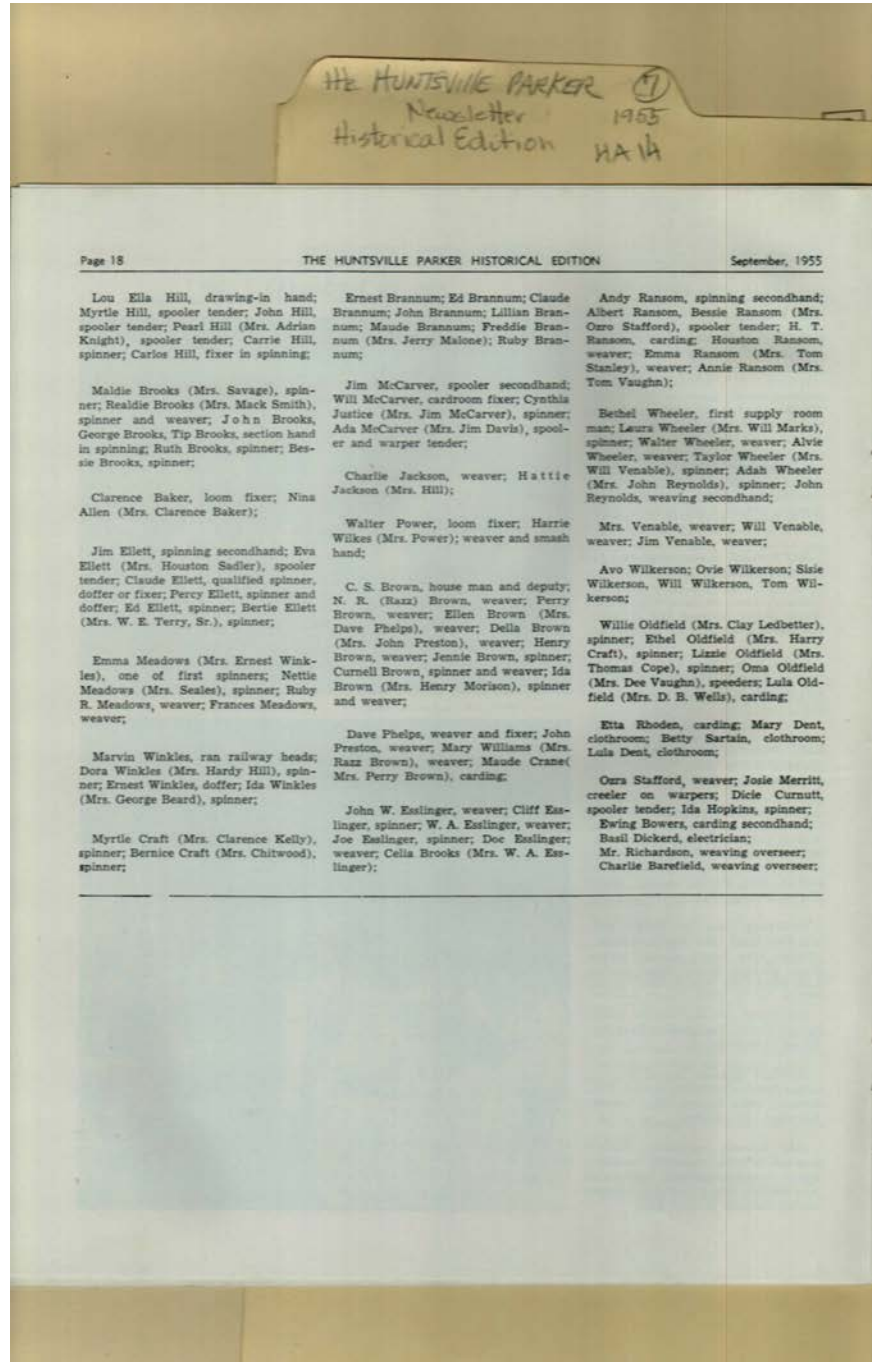 THE HUNTSVILLE PARKER 7
Newsletter 1955
Historical Edition HA 14
Page 18 THE HUNTSVILLE PARKER HISTORICAL EDITION September, 1955
Lou Ella Hill, drawing-in hand;
Myrtle Hill, spooler tender; John Hill,
spooler tender; Pearl Hill (Mrs. Adrian
Knight), spooler tender; Carrie Hill,
spinner; Carlos Hill, fixer in spinning;
Maldie Brooks (Mrs. Savage), spin-
ner; Realdie Brooks (Mrs. Mack Smith),
spinner and weaver; John Brooks,
George Brooks, Tip Brooks, section hand
in spinning; Ruth Brooks, spinner; Bes-
sie Brooks, spinner;
Clarence Baker, loom fixer; Nina
Allen (Mrs. Clarence Baker);
Jim Ellett, spinning secondhand; Eva
Ellett (Mrs. Houston Sadler), spooler
tender; Claude Ellett, qualified spinner,
doffer or fixer; Percy Ellett, spinner and
doffer; Ed Ellett, spinner; Bertie Ellett
(Mrs. W. E. Terry, Sr.), spinner;
Emma Meadows (Mrs. Ernest Wink-
les), one of first spinners; Nettie
Meadows (Mrs. Seales), spinner; Ruby
R. Meadows, weaver; Frances Meadows,
weaver;
Marvin Winkles, ran railway heads;
Dora Winkles (Mrs. Hardy Hill), spin-
ner; Ernest Winkles, doffer; Ida Winkles
(Mrs. George Beard), spinner;
Myrtle Craft (Mrs. Clarence Kelly),
spinner; Bernice Craft (Mrs. Chitwood),
spinner;
Ernest Brannum; Ed Brannum; Claude
Brannum; John Brannum; Lillian Bran-
num; Maude Brannum; Freddie Bran-
num (Mrs. Jerry Malone); Ruby Bran-
num;
Jim McCarver, spooler secondhand;
Will McCarver, cardroom fixer; Cynthia
Justice (Mrs. Jim McCarver), spinner;
Ada McCarver (Mrs. Jim Davis), spool-
er and warper tender;
Charlie Jackson, weaver; Hattie
Jackson (Mrs. Hill);
Walter Power, loom fixer; Harrie
Wilkes (Mrs. Power); weaver and smash
hand;
C. S. Brown, house man and deputy;
N. R. (Razz) Brown, weaver; Perry
Brown, weaver; Ellen Brown (Mrs.
Dave Phelps), weaver; Della Brown
(Mrs. John Preston), weaver; Henry
Brown, weaver; Jennie Brown, spinner;
Curnell Brown, spinner and weaver; Ida
Brown (Mrs. Henry Morison), spinner
and weaver;
Dave Phelps, weaver and fixer; John
Preston, weaver; Mary Williams (Mrs.
Razz Brown), weaver; Maude Crane(
Mrs. Perry Brown), carding;
John W. Esslinger, weaver; Cliff Ess-
linger, spinner; W. A. Esslinger, weaver;
Joe Esslinger, spinner; Doc Esslinger;
weaver; Celia Brooks (Mrs. W. A. Ess-
linger);
Andy Ransom, spinning secondhand;
Albert Ransom, Bessie Ransom (Mrs.
Ozro Stafford), spooler tender; H. T.
Ransom, carding; Houston Ransom,
weaver; Emma Ransom (Mrs. Tom
Stanley), weaver; Annie Ransom (Mrs.
Tom Vaughn);
Bethel Wheeler, first supply room
man; Laura Wheeler (Mrs. Will Marks),
spinner; Walter Wheeler, weaver; Alvie
Wheeler, weaver; Taylor Wheeler (Mrs.
Will Venable), spinner; Adah Wheeler
(Mrs. John Reynolds), spinner; John
Reynolds, weaving secondhand;
Mrs. Venable, weaver; Will Venable,
weaver; Jim Venable, weaver;
Avo Wilkerson; Ovie Wilkerson; Sisie
Wilkerson, Will Wilkerson, Tom Wil-
kerson;
Willie Oldfield (Mrs. Clay Ledbetter),
spinner; Ethel Oldfield (Mrs. Harry
Craft), spinner; Lizzie Oldfield (Mrs.
Thomas Cope), spinner; Oma Oldfield
(Mrs. Dee Vaughn), speeders; Lula Old-
field (Mrs. D. B. Wells), carding;
Etta Rhoden, carding; Mary Dent,
clothroom; Betty Sartain, clothroom;
Lula Dent, clothroom;
Ozra Stafford, weaver; Josie Merritt,
creeler on warpers; Dicie Curnutt,
spooler tender; Ida Hopkins, spinner;
Ewing Bowers, carding secondhand;
Basil Dickerd, electrician;
Mr. Richardson, weaving overseer;
Charlie Barefield, weaving overseer;